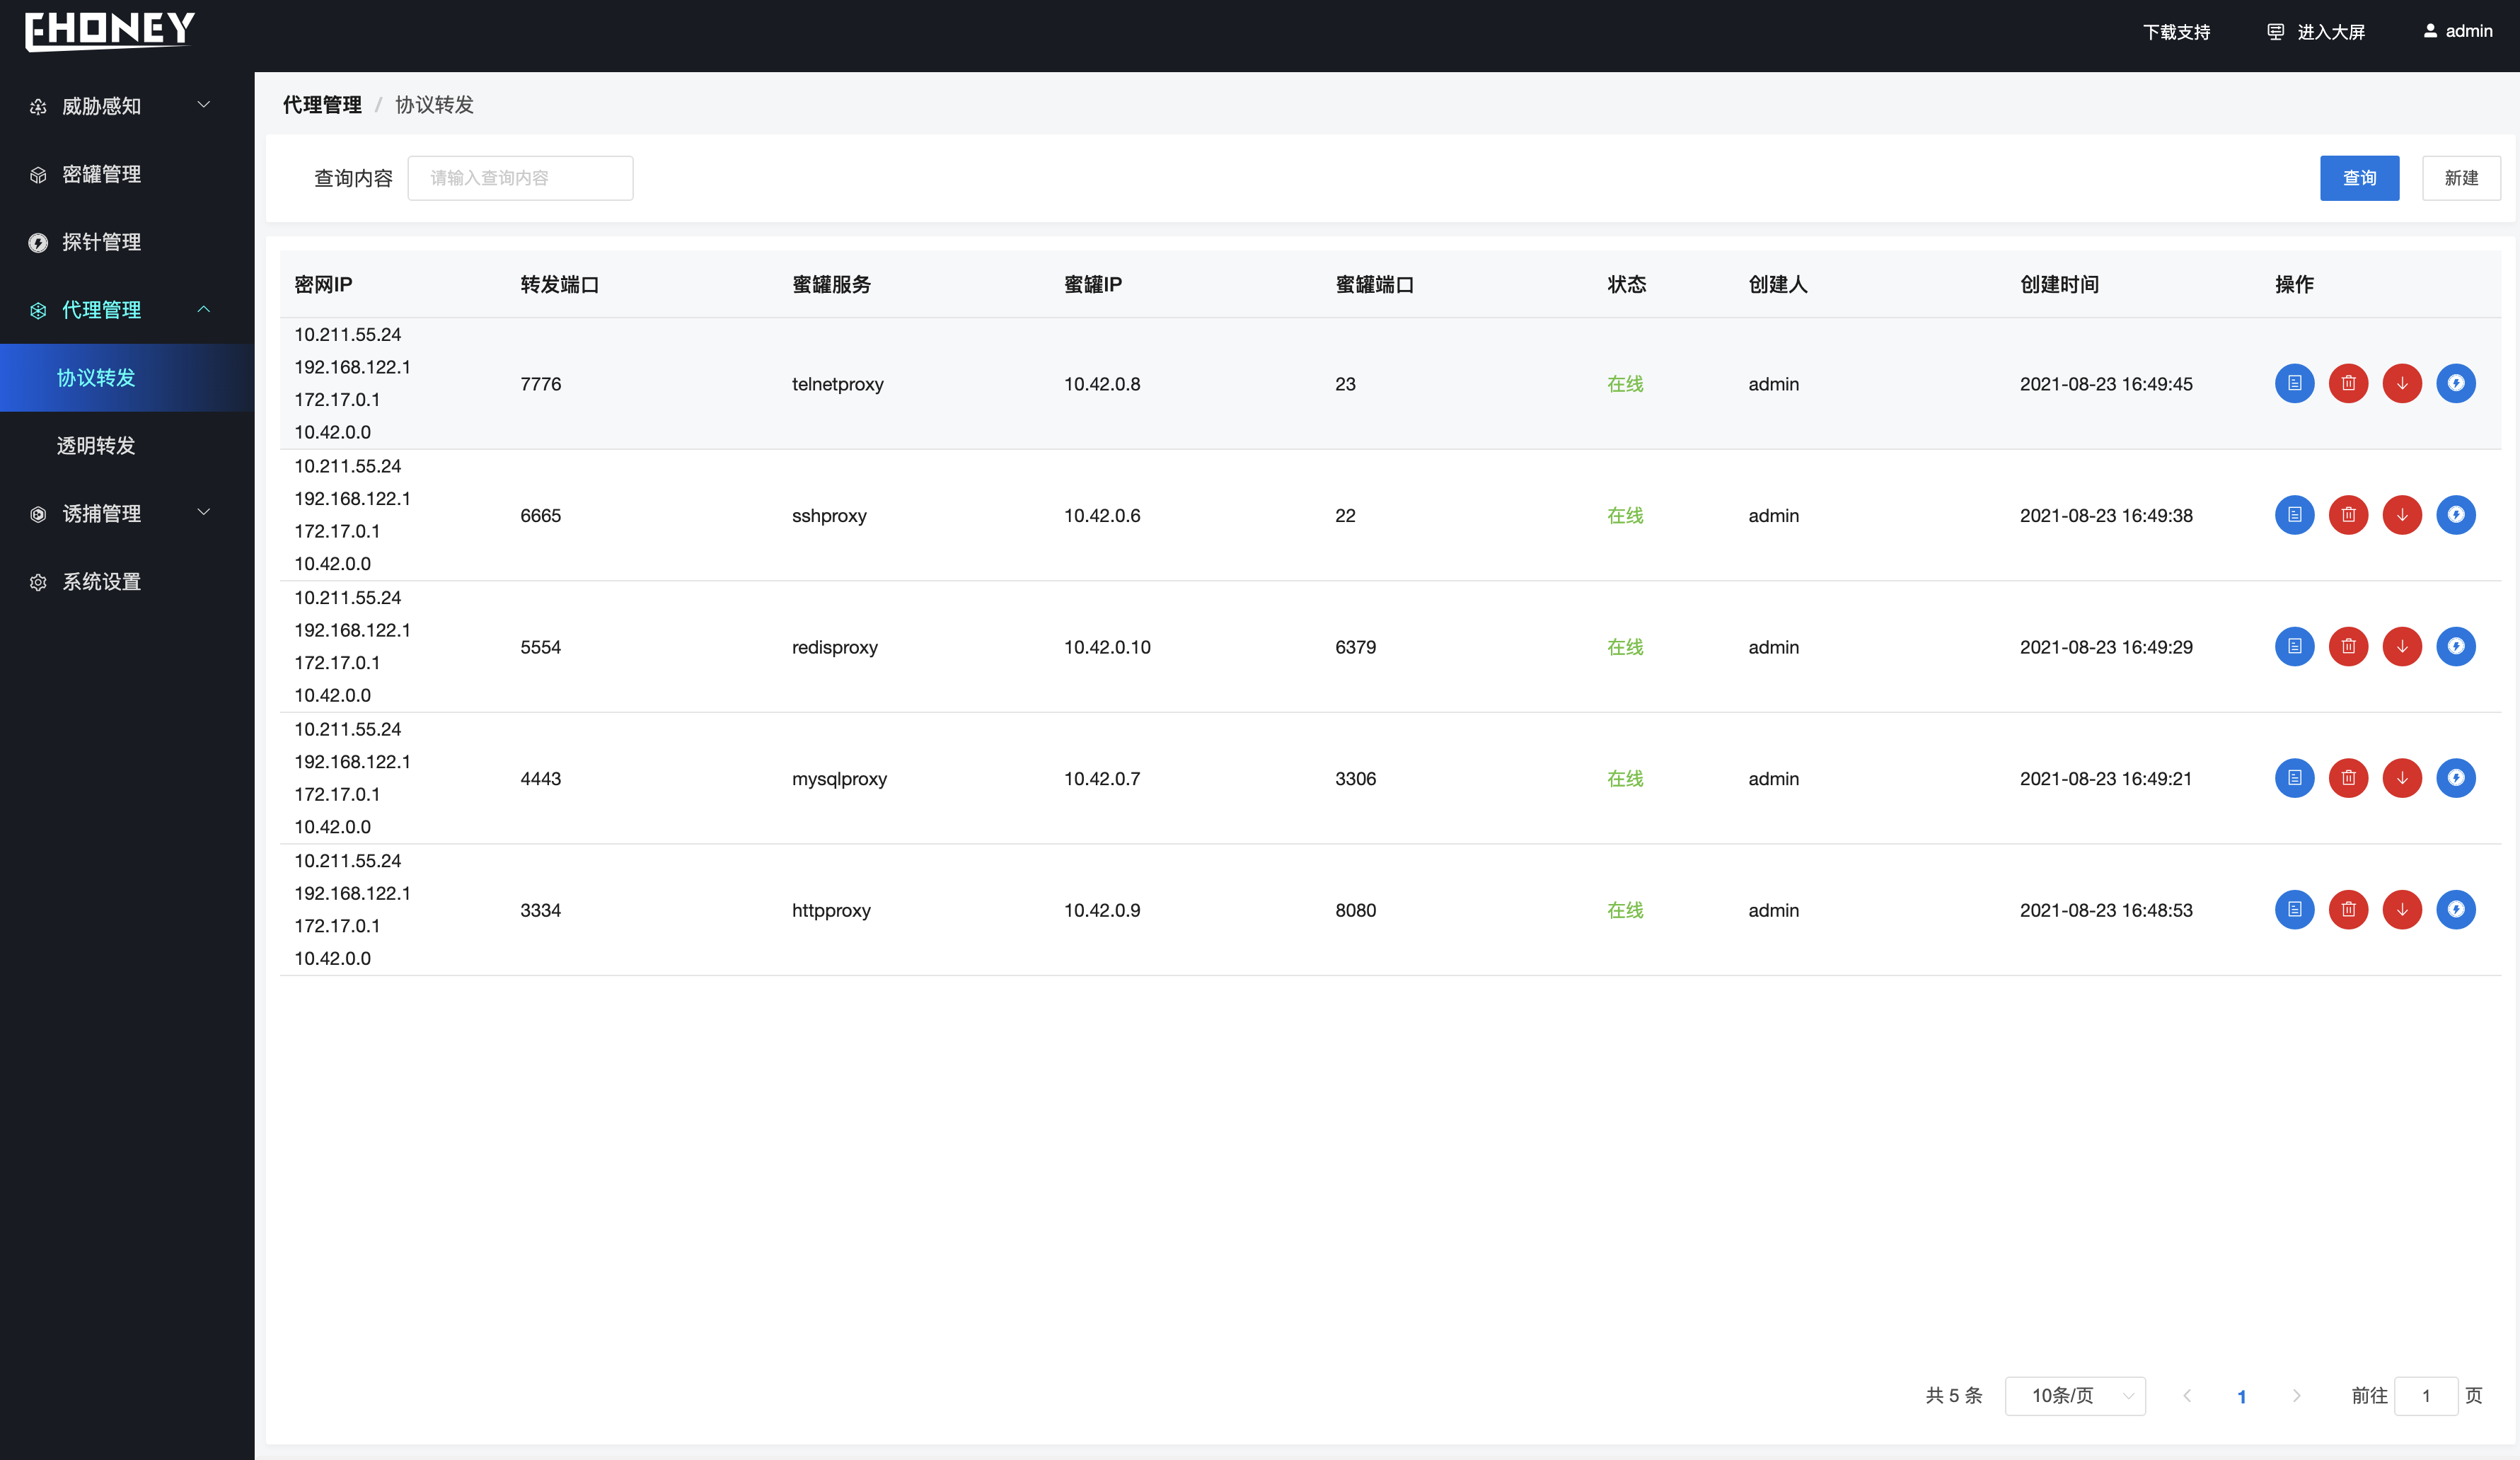 EHONEY
下载支持
进入大屏
admin
威胁感知
密罐管理
探针管理
代理管理
协议转发
透明转发
诱捕管理
系统设置
代理管理 / 协议转发
查询内容 请输入查询内容 查询 新建
密网IP 转发端口 蜜罐服务 蜜罐IP 蜜罐端口 状态 创建人 创建时间 操作
10.211.55.24
192.168.122.1
172.17.0.1
10.42.0.0
7776 telnetproxy 10.42.0.8 23 在线 admin 2021-08-23 16:49:45
10.211.55.24
192.168.122.1
172.17.0.1
10.42.0.0
6665 sshproxy 10.42.0.6 22 在线 admin 2021-08-23 16:49:38
10.211.55.24
192.168.122.1
172.17.0.1
10.42.0.0
5554 redisproxy 10.42.0.10 6379 在线 admin 2021-08-23 16:49:29
10.211.55.24
192.168.122.1
172.17.0.1
10.42.0.0
4443 mysqlproxy 10.42.0.7 3306 在线 admin 2021-08-23 16:49:21
10.211.55.24
192.168.122.1
172.17.0.1
10.42.0.0
3334 httpproxy 10.42.0.9 8080 在线 admin 2021-08-23 16:48:53
共 5 条 10条/页 1 前往 1 页